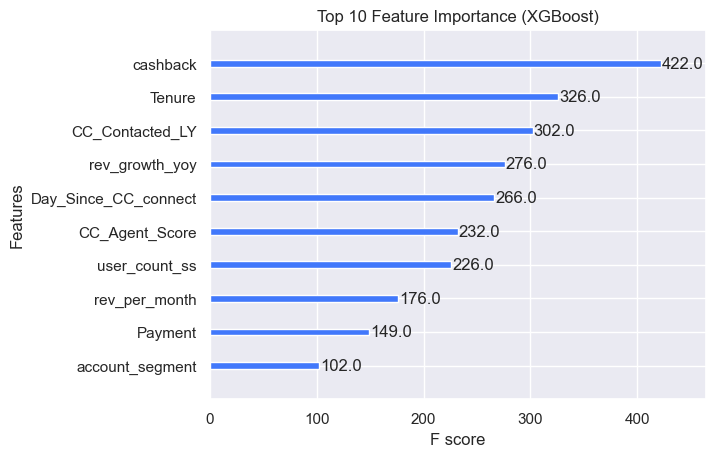 Top 10 Feature Importance (XGBoost)
Features
cashback 422.0
Tenure 326.0
CC_Contacted_LY 302.0
rev_growth_yoy 276.0
Day_Since_CC_connect 266.0
CC_Agent_Score 232.0
user_count_ss 226.0
rev_per_month 176.0
Payment 149.0
account_segment 102.0
0 100 200 300 400
F score